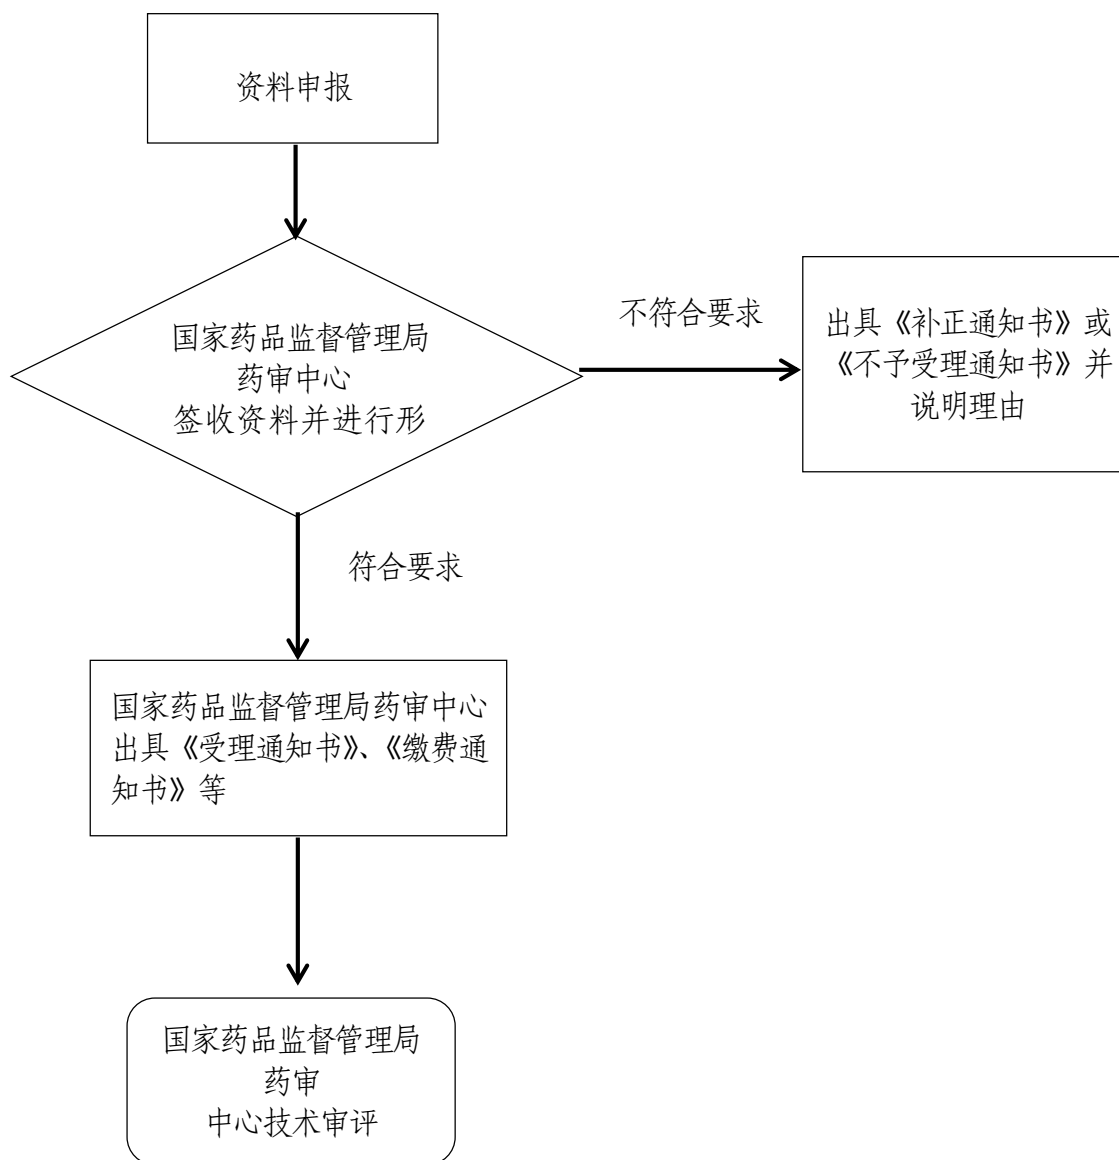 资料申报
国家药品监督管理局
药审中心
签收资料并进行形
不符合要求
出具《补正通知书》或
《不予受理通知书》并
说明理由
符合要求
国家药品监督管理局药审中心
出具《受理通知书》、《缴费通
知书》等
国家药品监督管理局
药审
中心技术审评